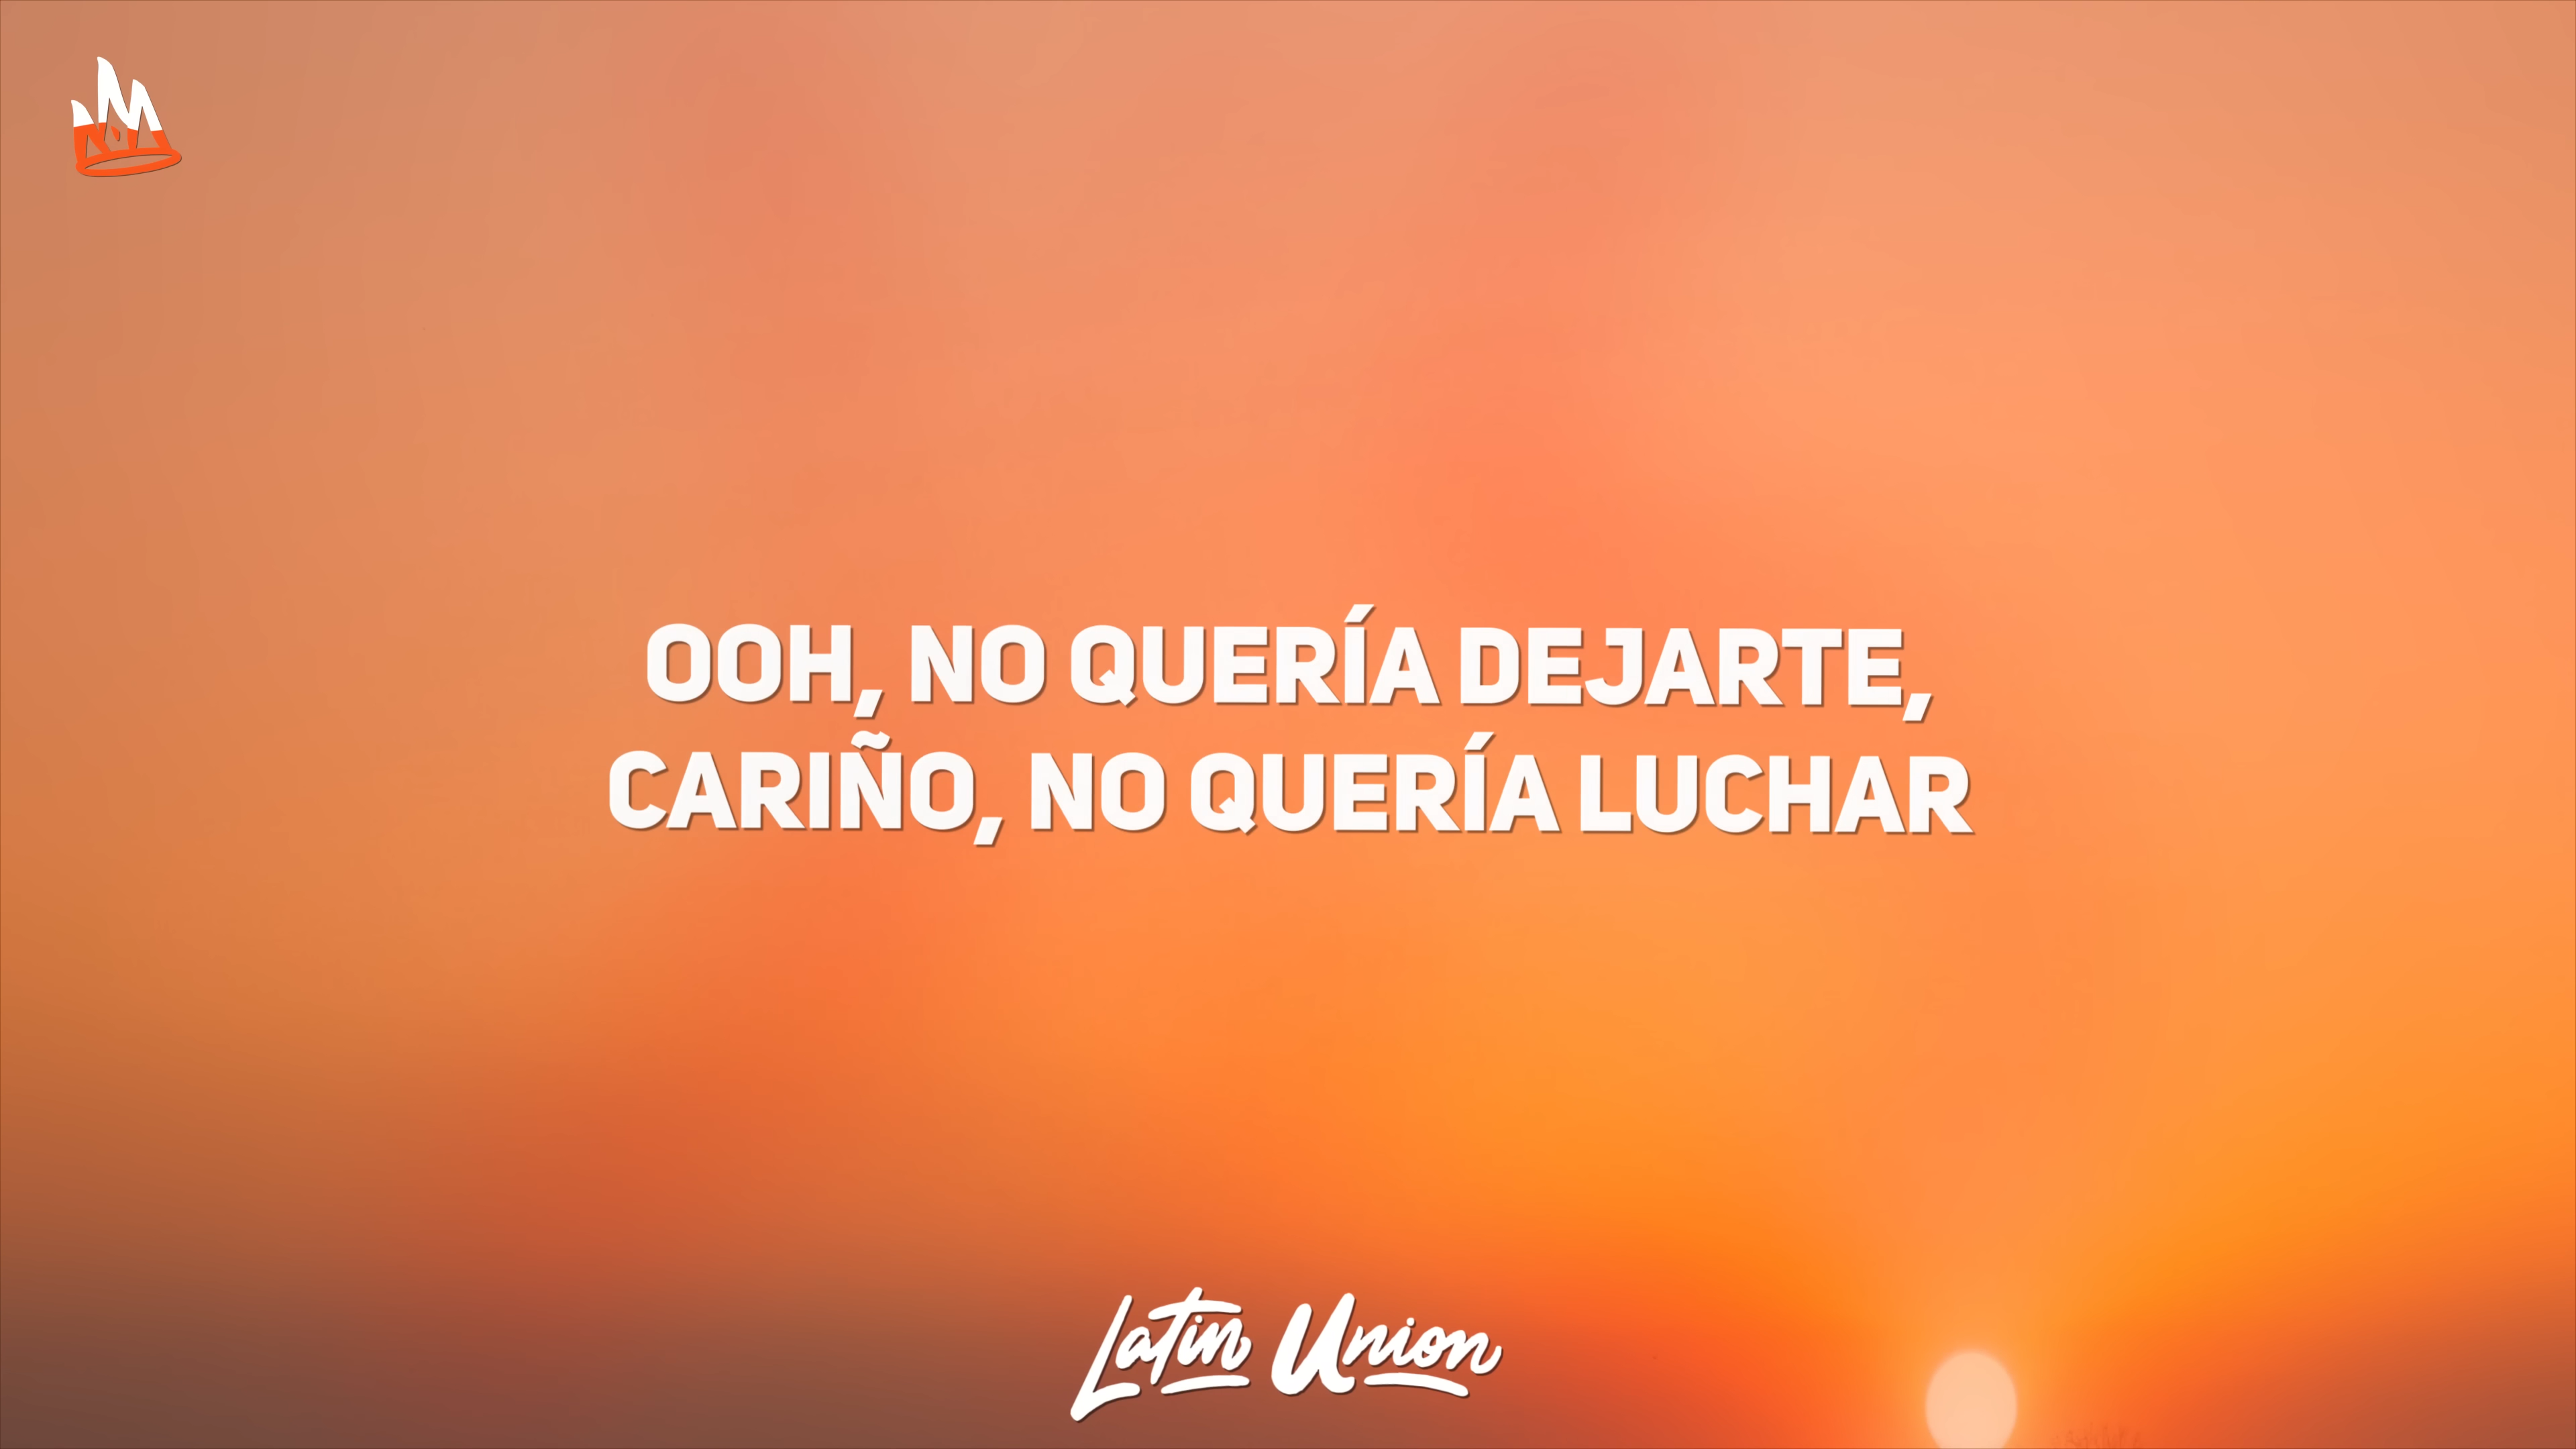 OOH, NO QUERÍA DEJARTE,
CARIÑO, NO QUERÍA LUCHAR
Latin Union